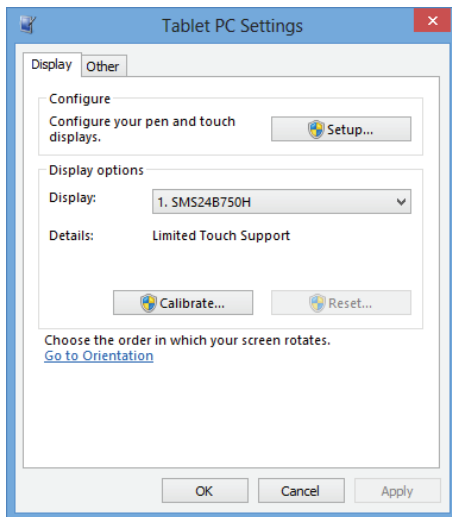 Tablet PC Settings
Display
Other
Configure
Configure your pen and touch
displays.
Setup...
Display options
Display:
1. SMS24B750H
Details:
Limited Touch Support
Calibrate...
Reset...
Choose the order in which your screen rotates.
Go to Orientation
OK
Cancel
Apply